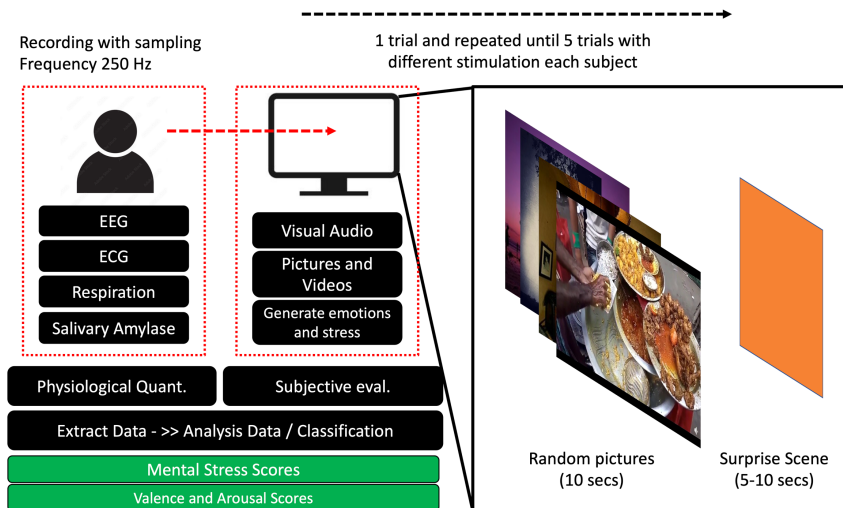 Recording with sampling
Frequency 250 Hz
1 trial and repeated until 5 trials with
different stimulation each subject
EEG
ECG
Respiration
Salivary Amylase
Visual Audio
Pictures and
Videos
Generate emotions
and stress
Physiological Quant.
Subjective eval.
Extract Data - >> Analysis Data / Classification
Mental Stress Scores
Valence and Arousal Scores
Random pictures
(10 secs)
Surprise Scene
(5-10 secs)